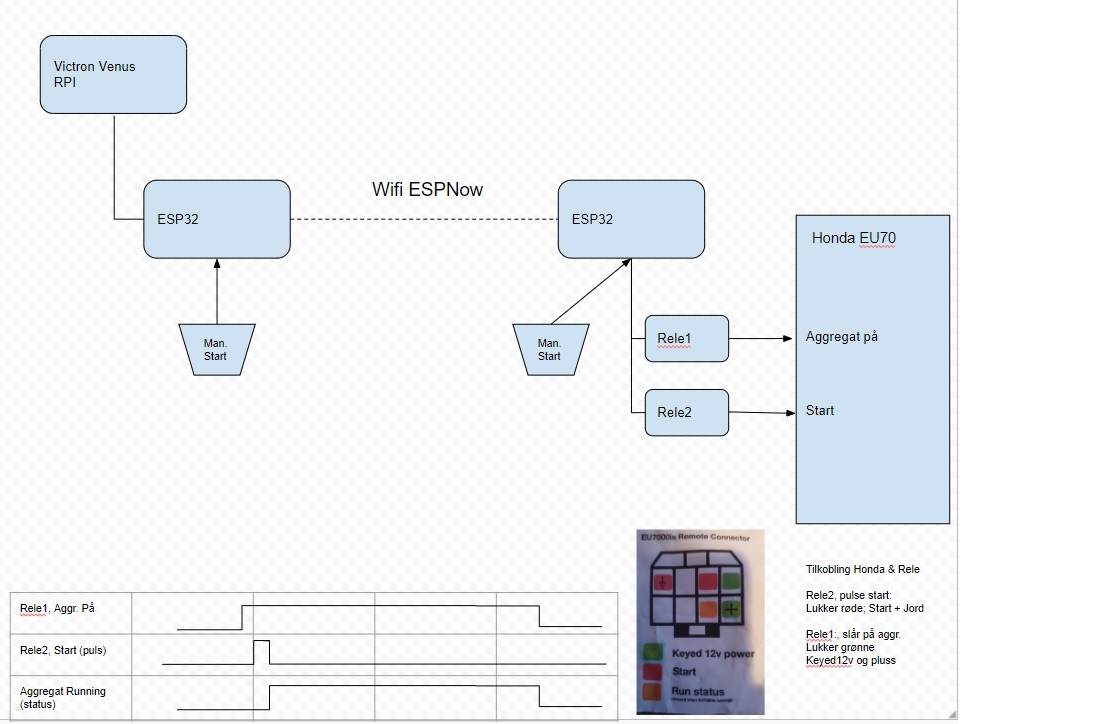 Victron Venus
RPI
ESP32
Wifi ESPNow
ESP32
Honda EU70
Man.
Start
Man.
Start
Rele1
Aggregat på
Rele2
Start
EU7000is Remote Connector
Keyed 12v power
Start
Run status
Tilkobling Honda & Rele
Rele2, pulse start:
Lukker røde; Start + Jord
Rele1:, slår på aggr.
Lukker grønne
Keyed12v og pluss
Rele1, Aggr. På
Rele2, Start (puls)
Aggregat Running
(status)